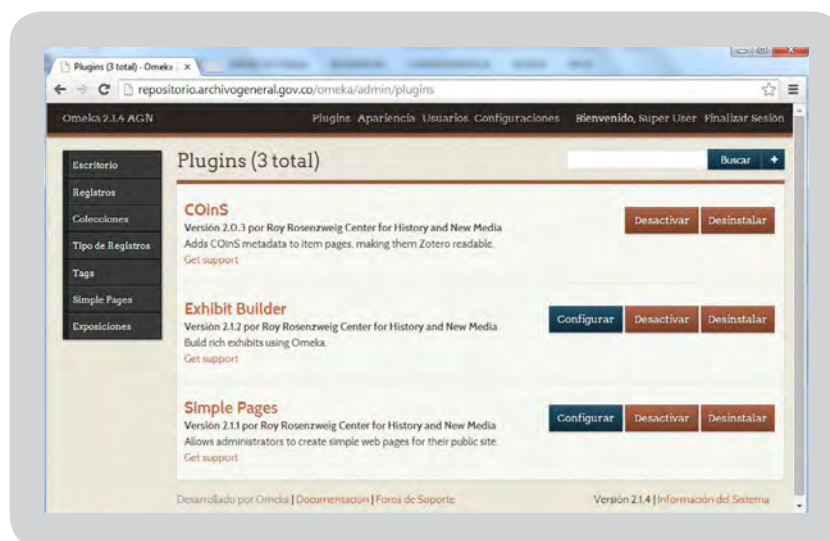 Plugins (3 total) - Omeka
repositorio.archivogeneral.gov.co/omeka/admin/plugins
Omeka 2.1.4 AGN Plugins Apariencia Usuarios Configuraciones Bienvenido, Super User Finalizar Sesión
Escritorio
Registros
Colecciones
Tipo de Registros
Tags
Simple Pages
Exposiciones
Plugins (3 total)
Buscar +
COinS
Versión 2.0.3 por Roy Rosenzweig Center for History and New Media
Adds COinS metadata to item pages, making them Zotero readable.
Get support
Desactivar Desinstalar
Exhibit Builder
Versión 2.1.2 por Roy Rosenzweig Center for History and New Media
Build rich exhibits using Omeka.
Get support
Configurar Desactivar Desinstalar
Simple Pages
Versión 2.1.1 por Roy Rosenzweig Center for History and New Media
Allows administrators to create simple web pages for their public site.
Get support
Configurar Desactivar Desinstalar
Desarrollado por Omeka | Documentación | Foros de Soporte Versión 2.1.4 | Información del Sistema